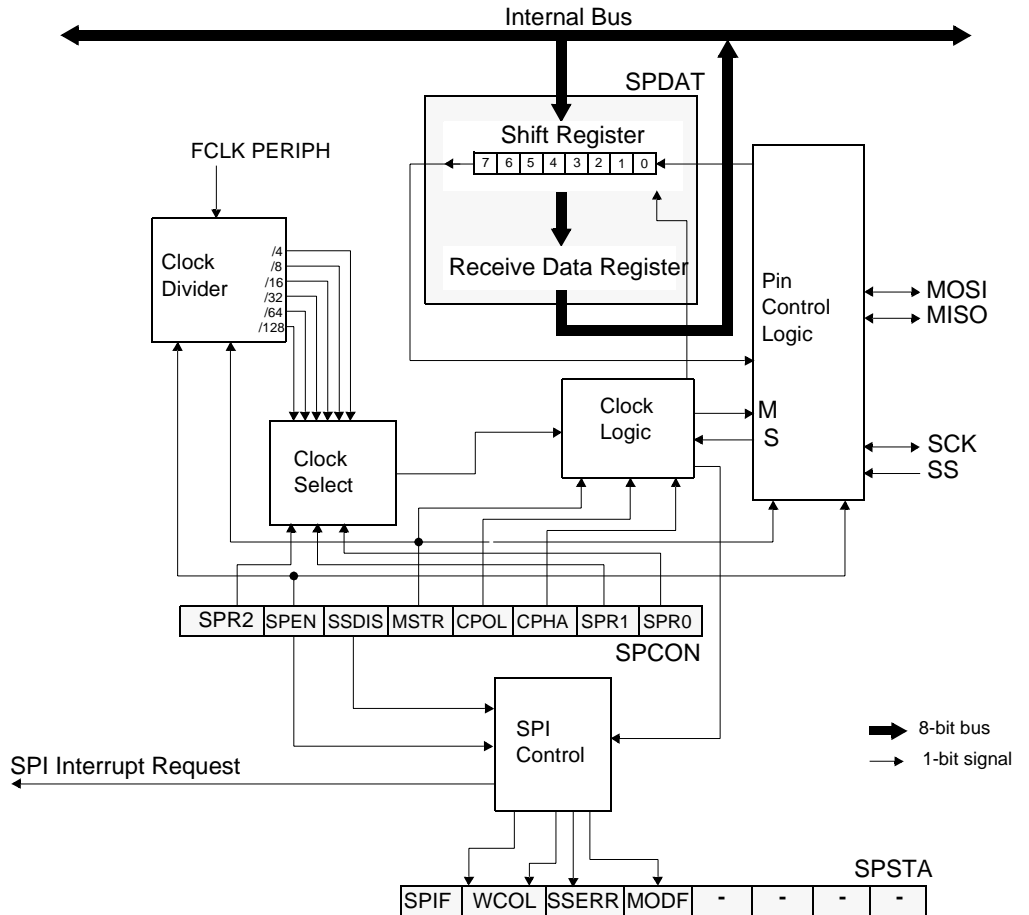 Internal Bus
SPDAT
Shift Register
7 6 5 4 3 2 1 0
FCLK PERIPH
Clock
Divider
/4
/8
/16
/32
/64
/128
Receive Data Register
Pin
Control
Logic
MOSI
MISO
Clock
Logic
M
S
SCK
SS
Clock
Select
SPR2 SPEN SSDIS MSTR CPOL CPHA SPR1 SPR0
SPCON
SPI
Control
8-bit bus
1-bit signal
SPI Interrupt Request
SPSTA
SPIF WCOL SSERR MODF - - - -